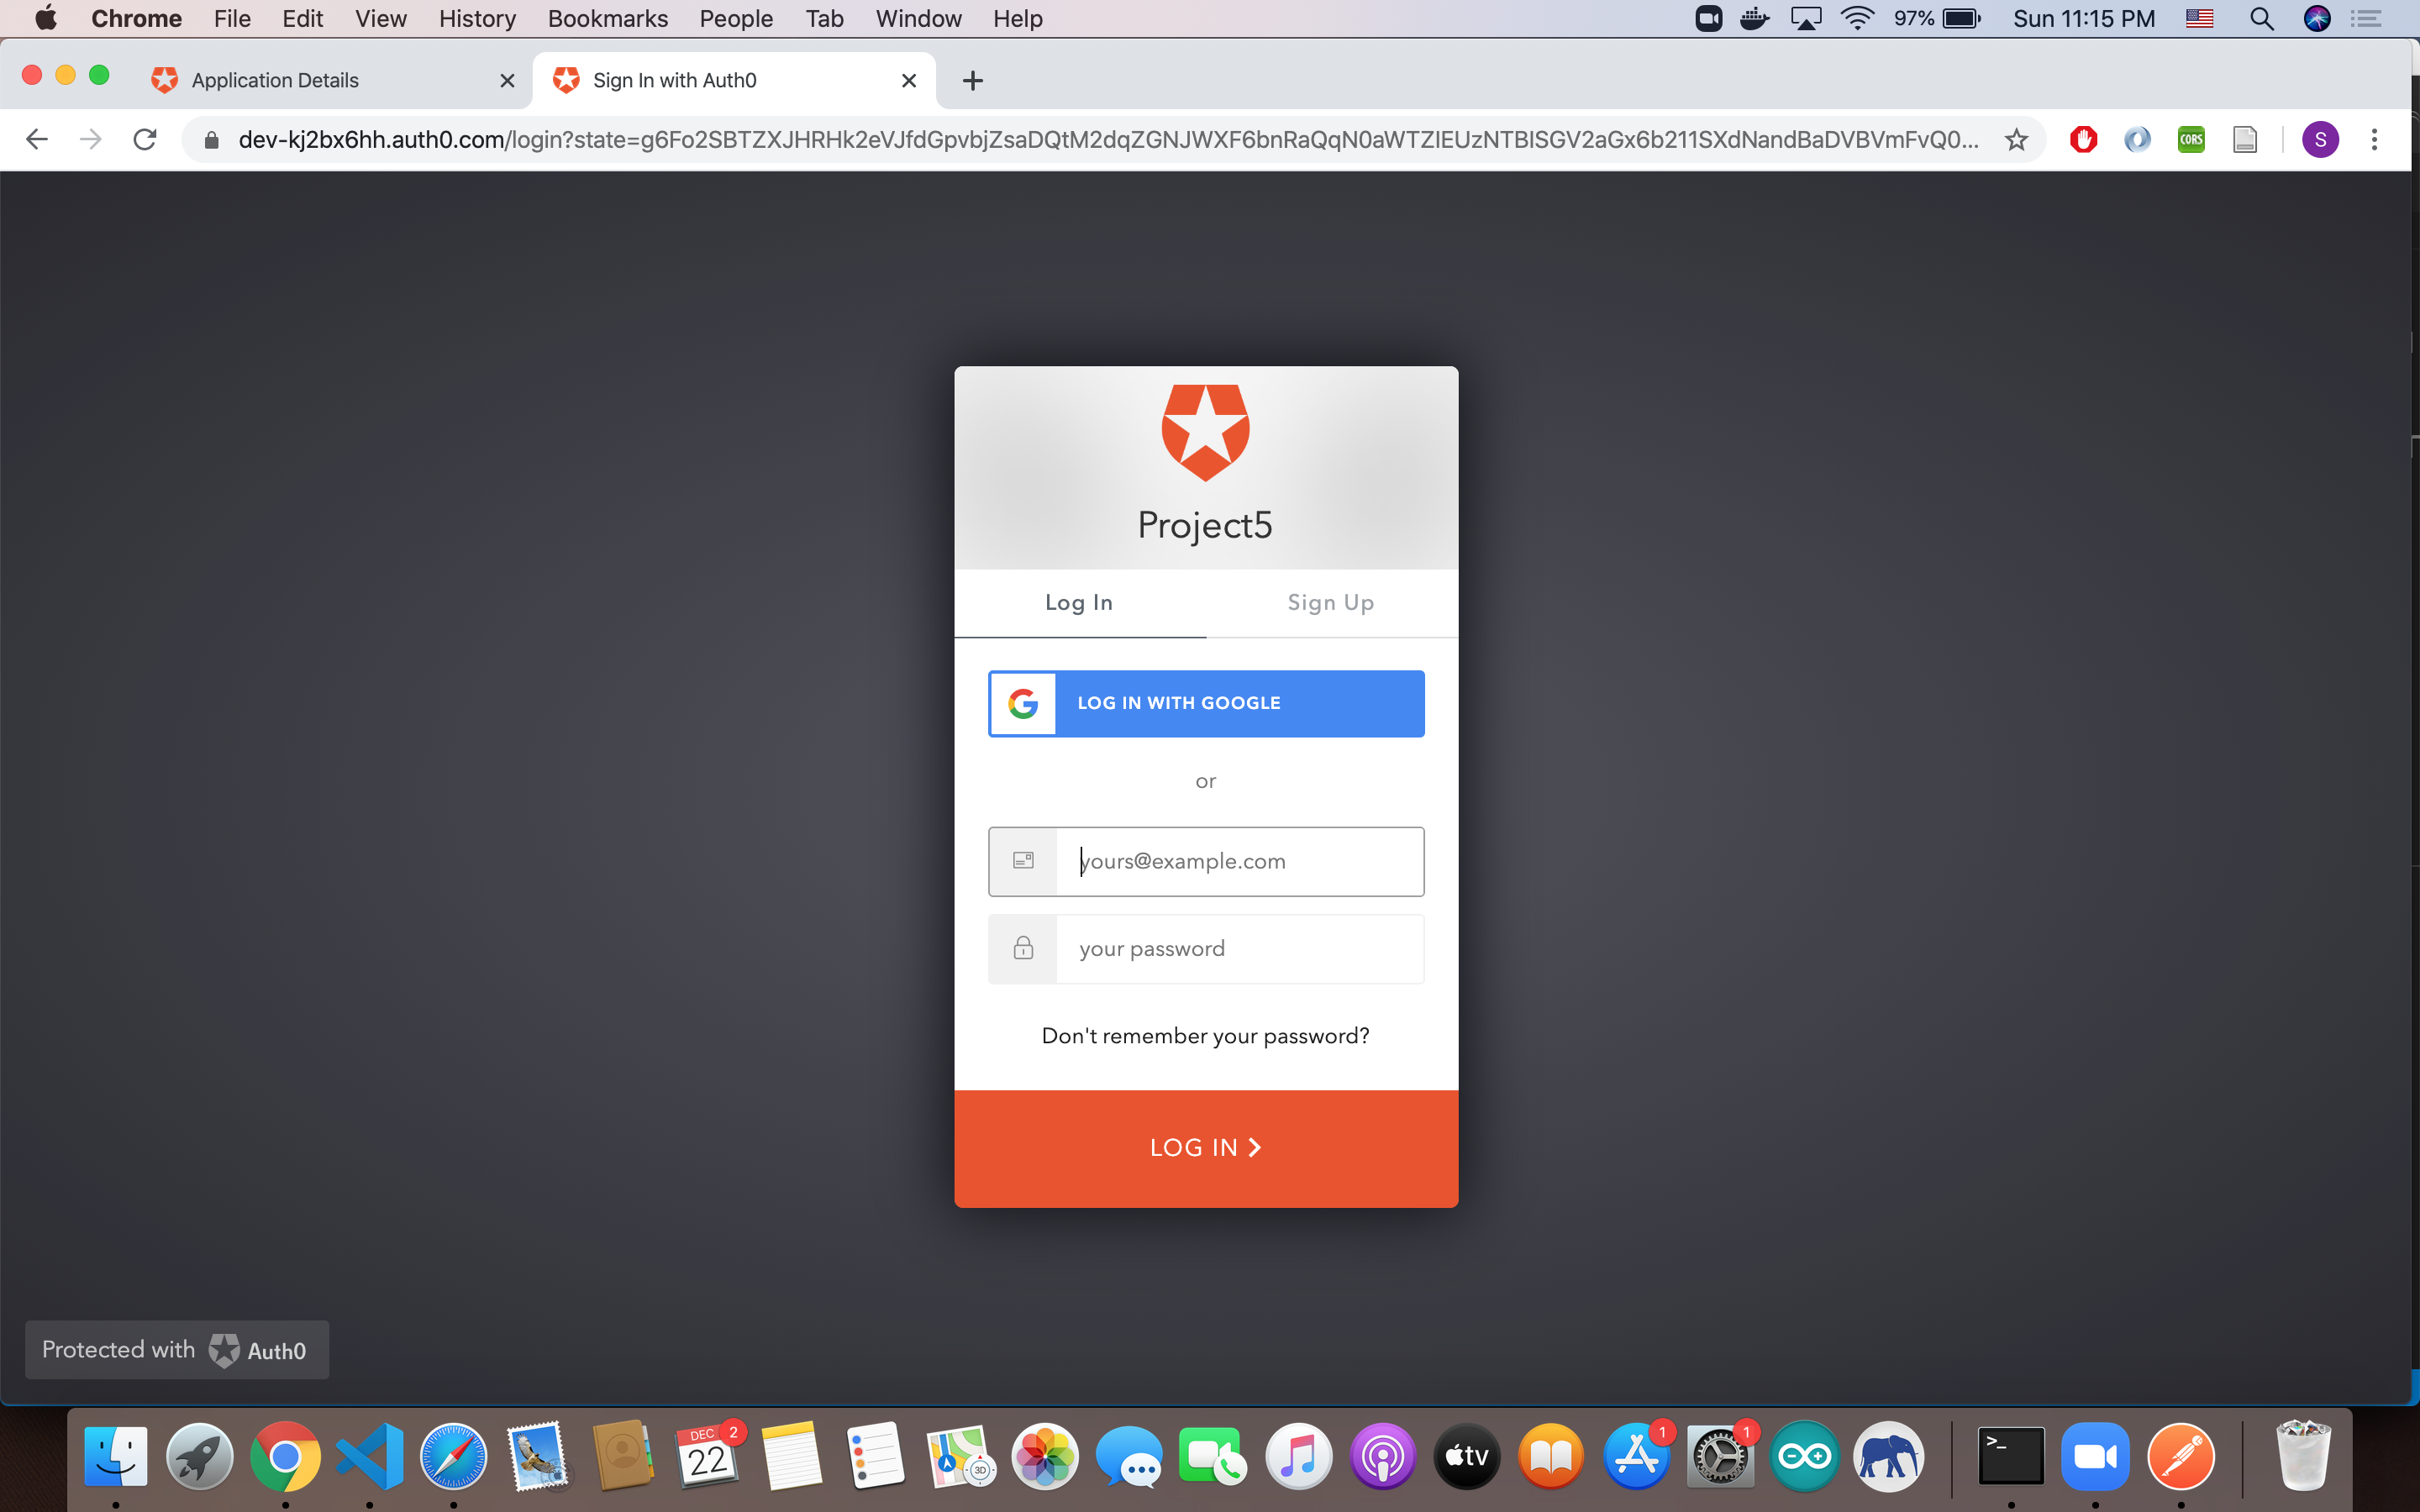 Chrome File Edit View History Bookmarks People Tab Window Help 97% Sun 11:15 PM
Application Details Sign In with Auth0
dev-kj2bx6hh.auth0.com/login?state=g6Fo2SBTZXJHRHk2eVJfdGpvbjZsaDQtM2dqZGNJWXF6bnRaQqN0aWTZIEUzNTBISGV2aGx6b211SXdNandBaDVBVmFvQ0... CORS S
Project5
Log In Sign Up
LOG IN WITH GOOGLE
or
yours@example.com
your password
Don't remember your password?
LOG IN
Protected with Auth0
DEC 2
22
3D
tv
1
1
>_